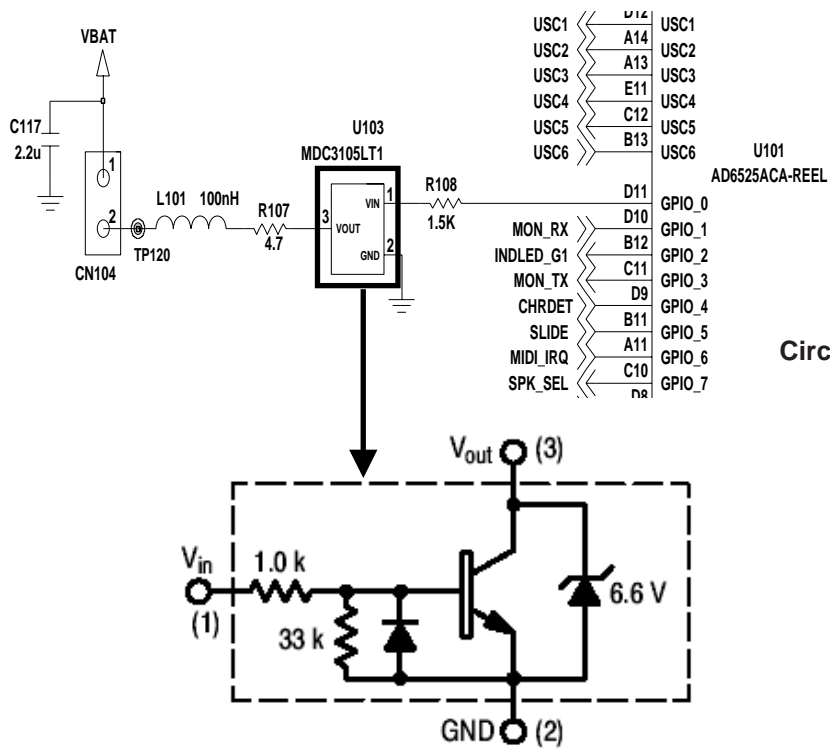 VBAT
C117
2.2u
1
2
CN104
TP120
L101 100nH
R107
4.7
U103
MDC3105LT1
3 VOUT
VIN 1
GND 2
R108
1.5K
USC1 D12 USC1
USC2 A14 USC2
USC3 A13 USC3
USC4 E11 USC4
USC5 C12 USC5
USC6 B13 USC6
U101
AD6525ACA-REEL
D11 GPIO_0
MON_RX D10 GPIO_1
INDLED_G1 B12 GPIO_2
MON_TX C11 GPIO_3
CHRDET D9 GPIO_4
SLIDE B11 GPIO_5
MIDI_IRQ A11 GPIO_6
SPK_SEL C10 GPIO_7
D8
Circ
Vout (3)
Vin
(1)
1.0 k
33 k
6.6 V
GND (2)